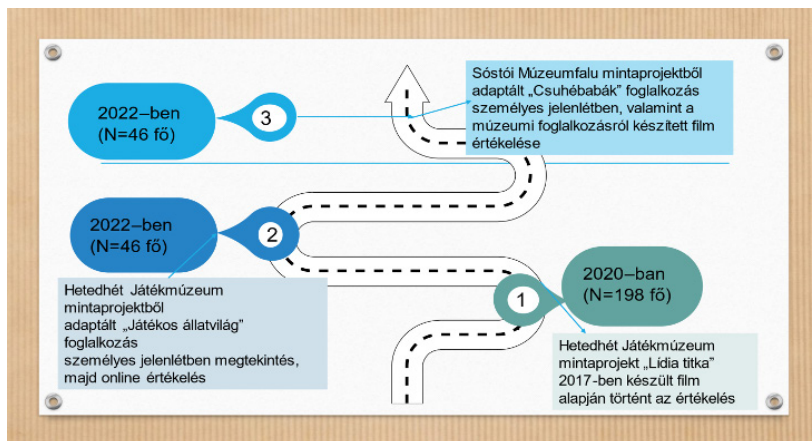 Sóstói Múzeumfalu mintaprojektből
adaptált „Csuhébabák” foglalkozás
személyes jelenlétben, valamint a
múzeumi foglalkozásról készített film
értékelése
2022–ben
(N=46 fő)
3
2022–ben
(N=46 fő)
2
Hetedhét Játékmúzeum
mintaprojektből
adaptált „Játékos állatvilág”
foglalkozás
személyes jelenlétben megtekintés,
majd online értékelés
2020–ban
(N=198 fő)
1
Hetedhét Játékmúzeum
mintaprojekt „Lídia titka”
2017-ben készült film
alapján történt az értékelés